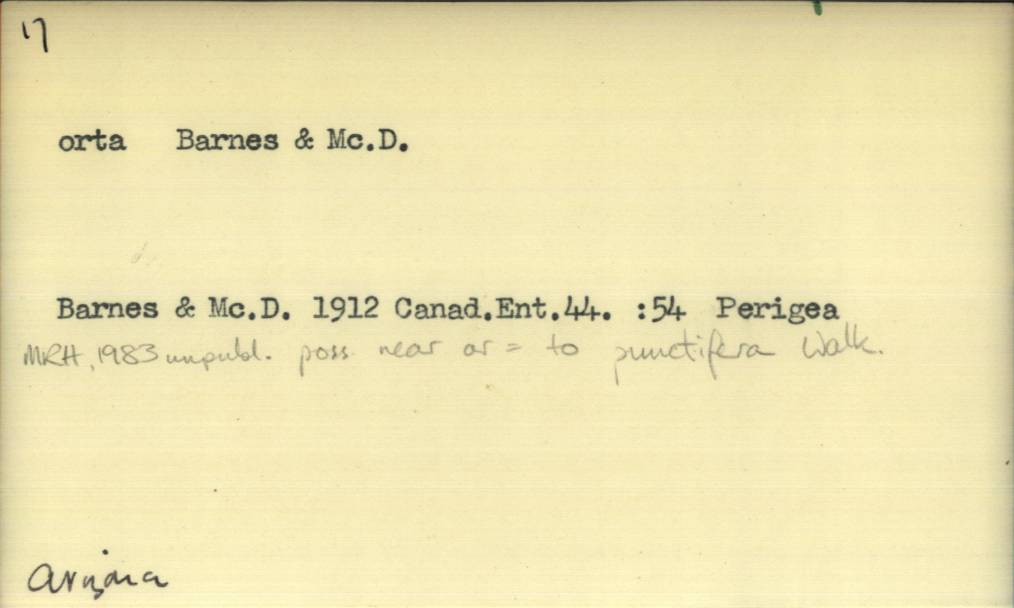 17
orta Barnes & Mc.D.
Barnes & Mc.D. 1912 Canad.Ent.44. :54 Perigea
MRH, 1983 unpubl. poss near or = to punctifera Walk.
Arizona